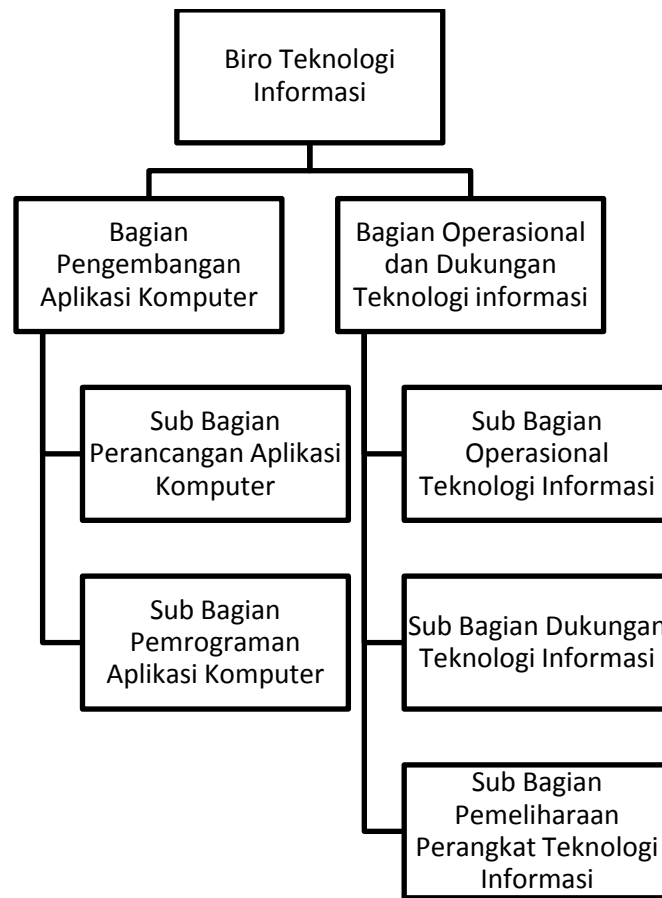 Biro Teknologi
Informasi
Bagian
Pengembangan
Aplikasi Komputer
Bagian Operasional
dan Dukungan
Teknologi informasi
Sub Bagian
Perancangan Aplikasi
Komputer
Sub Bagian
Pemrograman
Aplikasi Komputer
Sub Bagian
Operasional
Teknologi Informasi
Sub Bagian Dukungan
Teknologi Informasi
Sub Bagian
Pemeliharaan
Perangkat Teknologi
Informasi